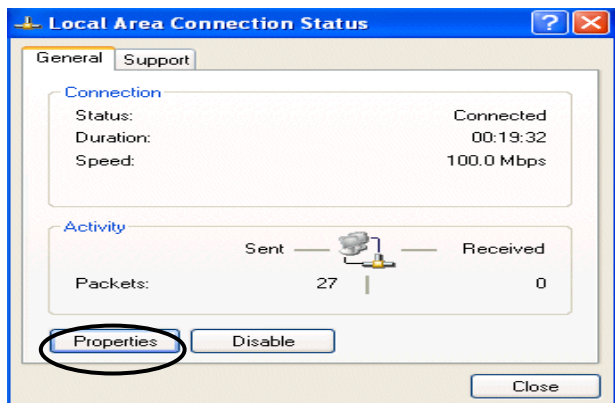 Local Area Connection Status
General Support
Connection
Status: Connected
Duration: 00:19:32
Speed: 100.0 Mbps
Activity
Sent Received
Packets: 27 0
Properties Disable
Close